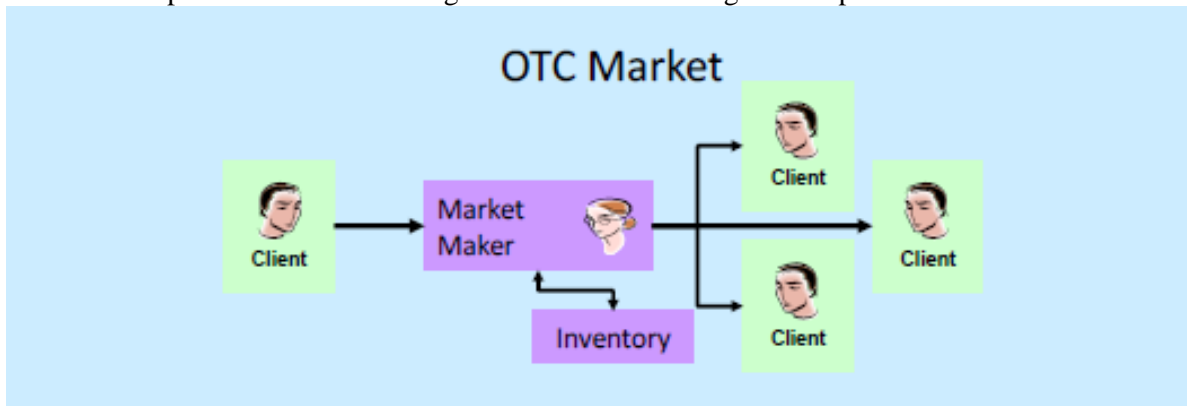 OTC Market
Client
Market
Maker
Inventory
Client
Client
Client